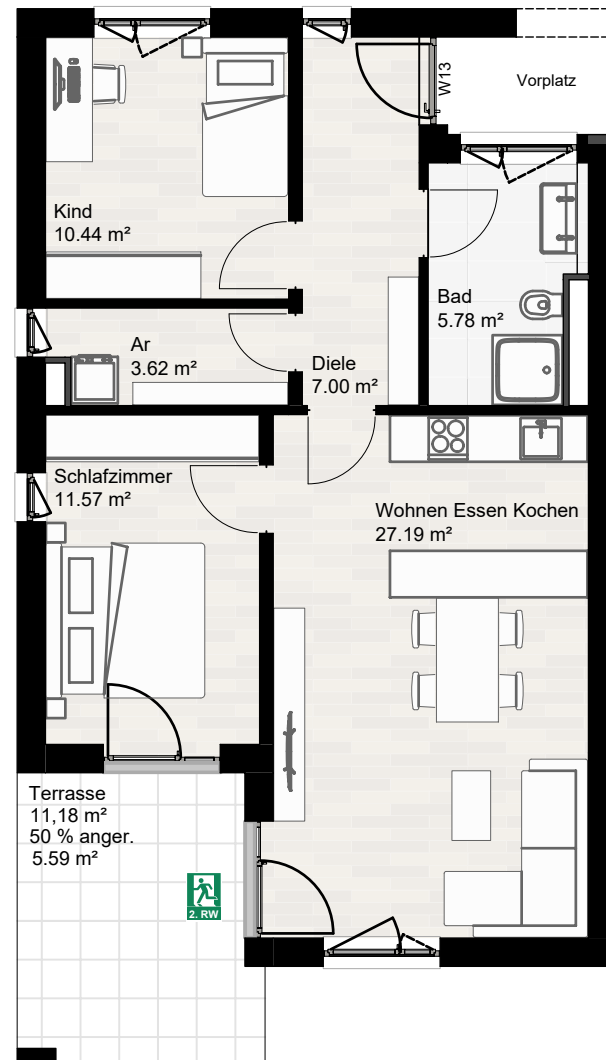 W13
Vorplatz
Kind
10.44 m²
Bad
5.78 m²
Ar
3.62 m²
Diele
7.00 m²
Schlafzimmer
11.57 m²
Wohnen Essen Kochen
27.19 m²
Terrasse
11,18 m²
50 % anger.
5.59 m²
2. RW